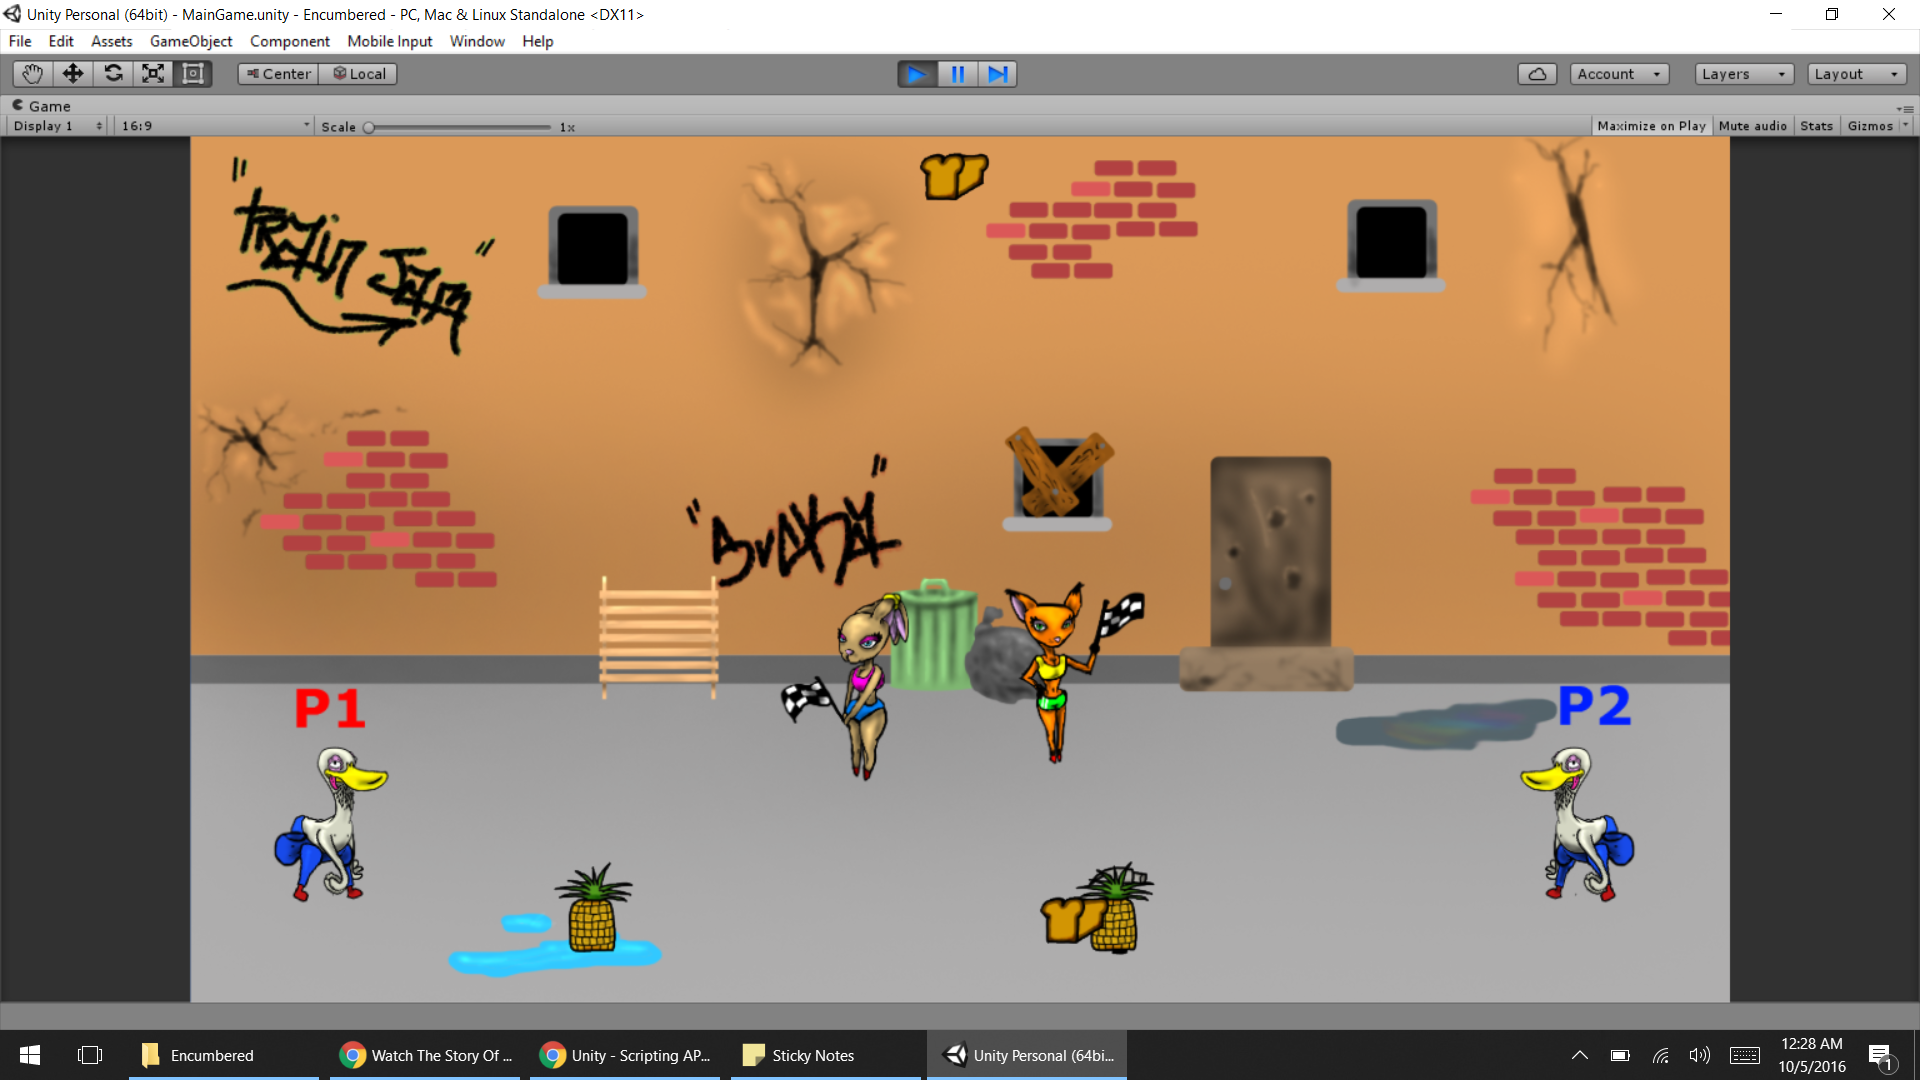 Unity Personal (64bit) - MainGame.unity - Encumbered - PC, Mac & Linux Standalone <DX11>
File Edit Assets GameObject Component Mobile Input Window Help
Center Local Account Layers Layout
Game
Display 1 16:9 Scale 1x Maximize on Play Mute audio Stats Gizmos
"Train Jam"
P1
P2
Encumbered Watch The Story Of ... Unity - Scripting AP... Sticky Notes Unity Personal (64bi... 12:28 AM
10/5/2016 1